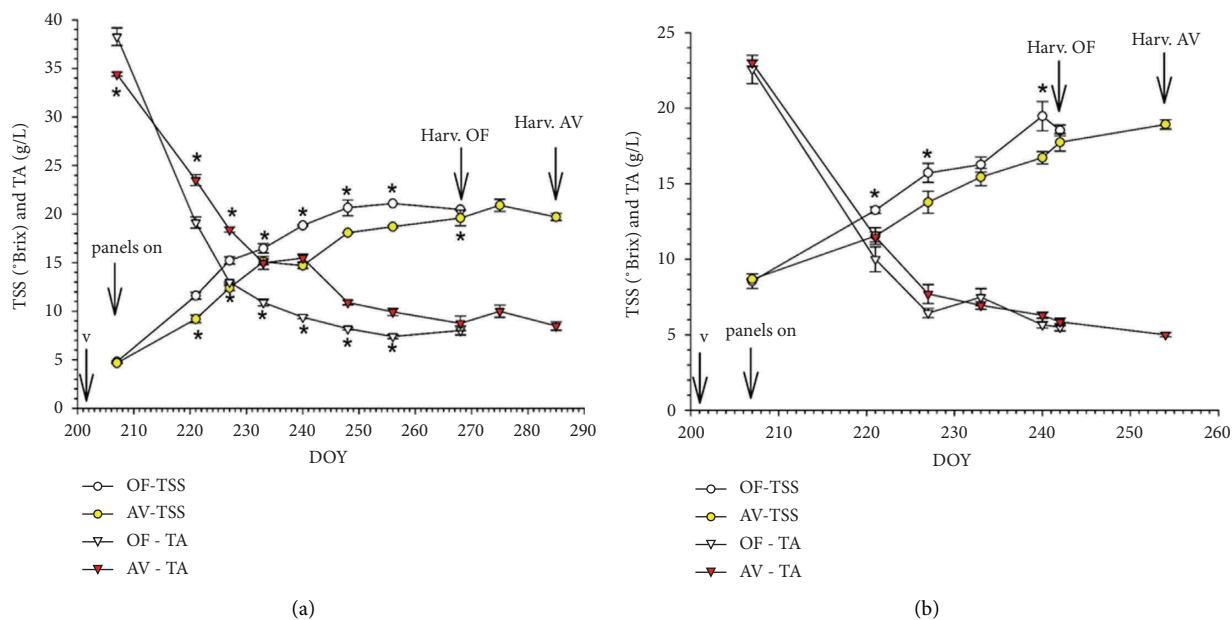 TSS (°Brix) and TA (g/L)
40
35
30
25
20
15
10
5
0
v
panels on
Harv. OF
Harv. AV
*
*
*
*
*
*
*
*
*
*
*
*
*
*
200 210 220 230 240 250 260 270 280 290
DOY
OF-TSS
AV-TSS
OF - TA
AV - TA
(a)
TSS (°Brix) and TA (g/L)
25
20
15
10
5
0
v
panels on
Harv. OF
Harv. AV
*
*
*
200 210 220 230 240 250 260
DOY
OF-TSS
AV-TSS
OF - TA
AV - TA
(b)